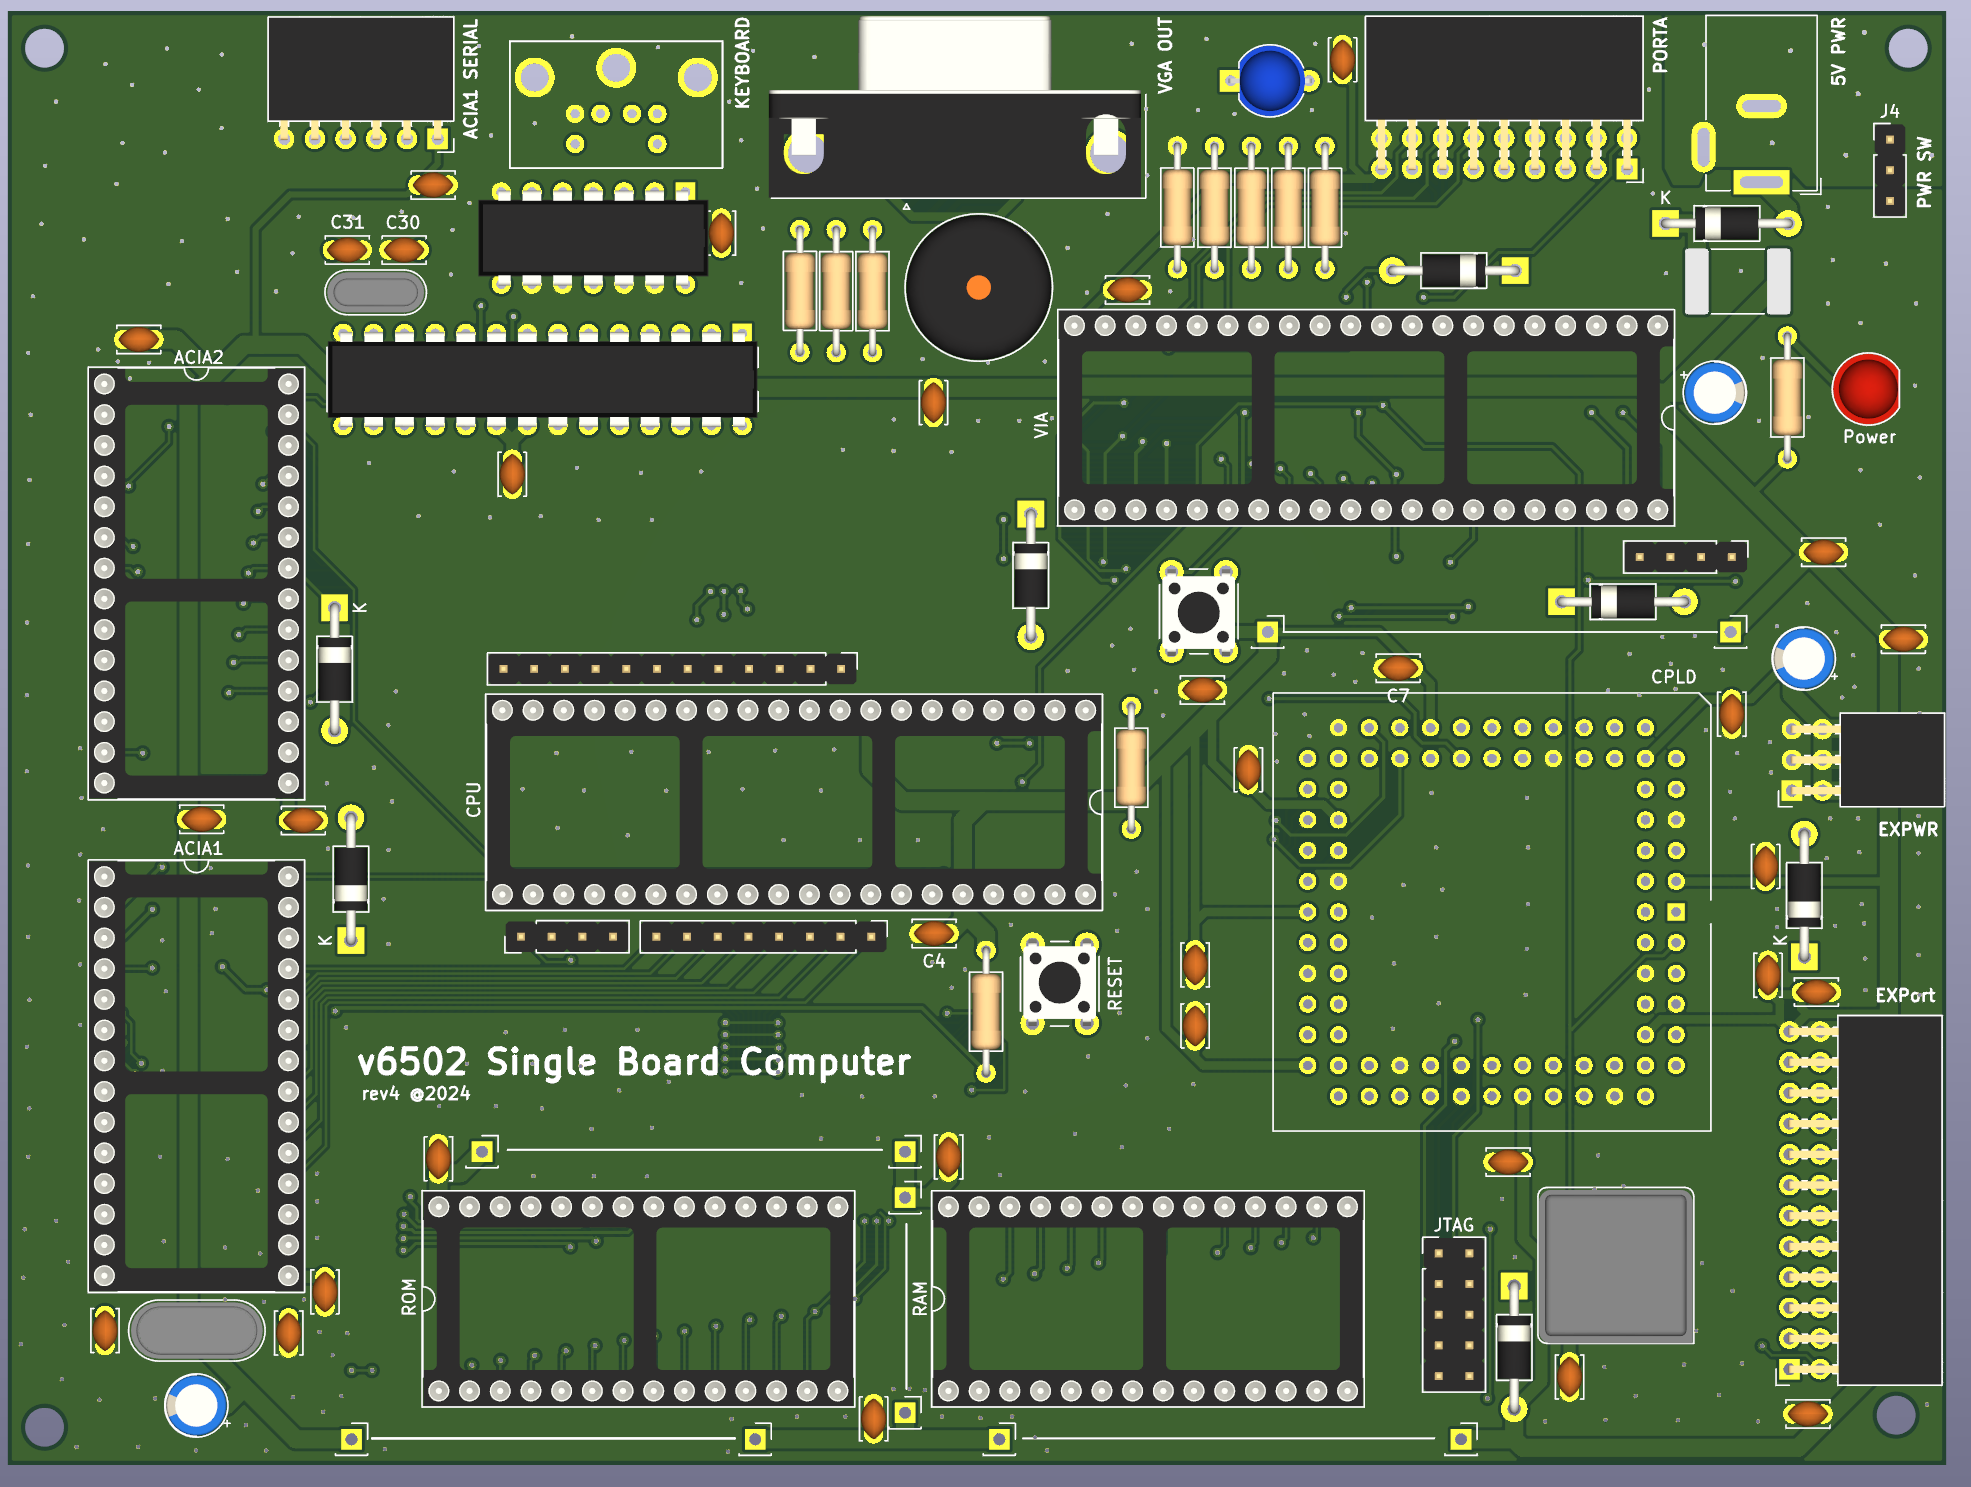 ACIA1 SERIAL
KEYBOARD
VGA OUT
PORTA
5V PWR
J4
PWR SW
K
C31 C30
ACIA2
VIA
Power
K
CPLD
C7
CPU
EXPWR
ACIA1
K
K
C4
RESET
EXPort
v6502 Single Board Computer
rev4 @2024
JTAG
ROM
RAM